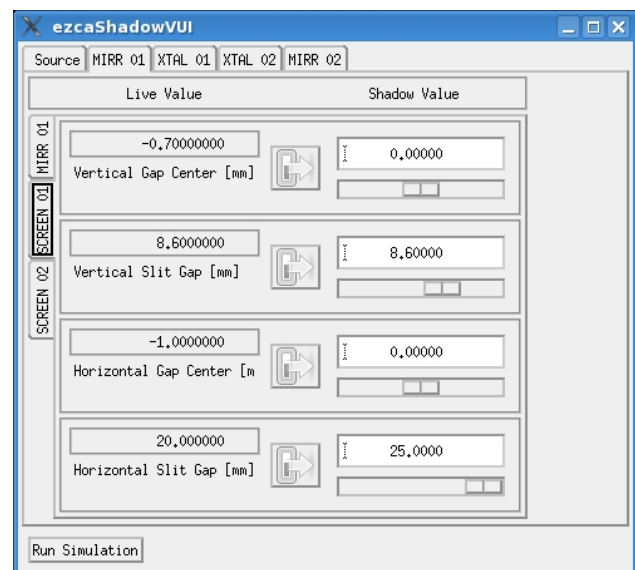 ezcaShadowVUI
Source MIRR 01 XTAL 01 XTAL 02 MIRR 02
Live Value Shadow Value
MIRR 01
SCREEN 01
SCREEN 02
-0.70000000 0.00000
Vertical Gap Center [mm]
8.6000000 8.60000
Vertical Slit Gap [mm]
-1.0000000 0.00000
Horizontal Gap Center [m
20.000000 25.0000
Horizontal Slit Gap [mm]
Run Simulation